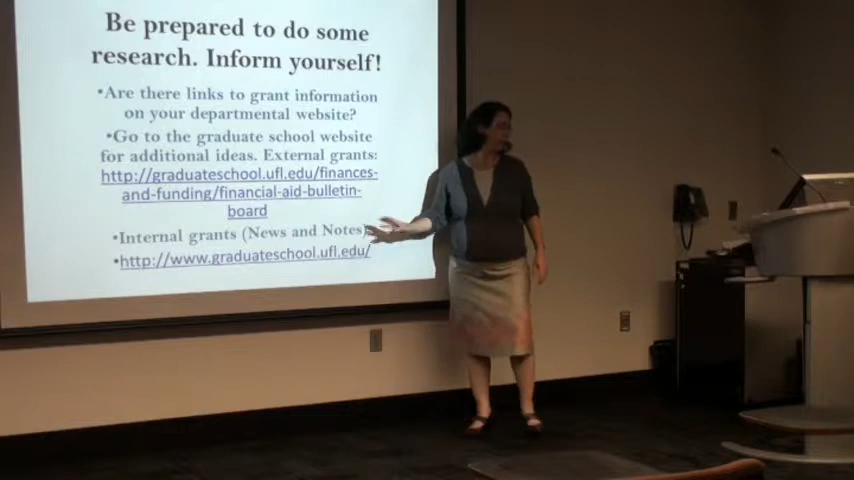 Be prepared to do some
research. Inform yourself!
•Are there links to grant information
on your departmental website?
•Go to the graduate school website
for additional ideas. External grants:
http://graduateschool.ufl.edu/finances-
and-funding/financial-aid-bulletin-
board
•Internal grants (News and Notes)
•http://www.graduateschool.ufl.edu/